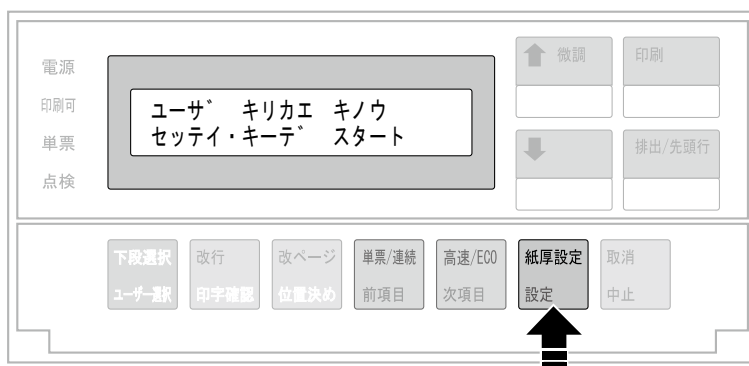 電源
印刷可
単票
点検
ユーザ゛ キリカエ キノウ
セッテイ・キーデ゛ スタート
微調
印刷
排出/先頭行
下段選択
改行
改ページ
単票/連続
高速/ECO
紙厚設定
取消
ユーザー選択
印字確認
位置決め
前項目
次項目
設定
中止